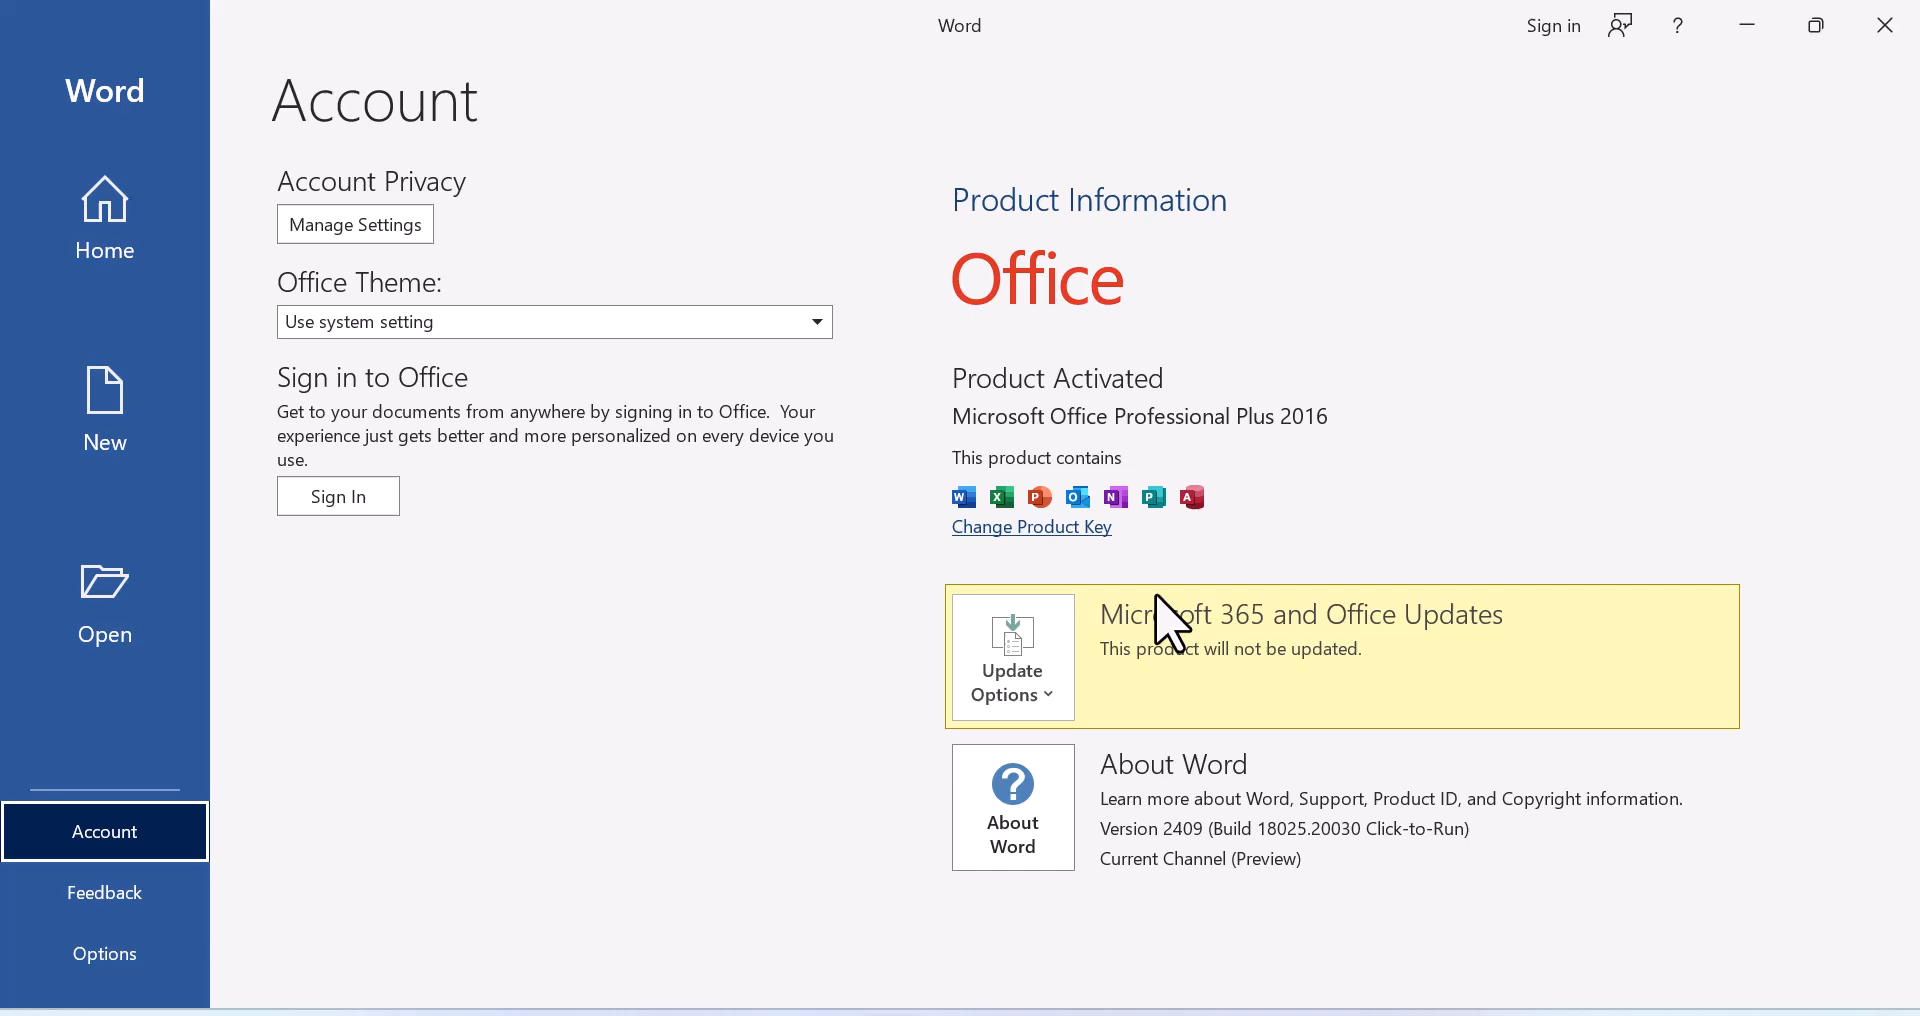 Word
Sign in
?
Word
Home
New
Open
Account
Feedback
Options
Account
Account Privacy
Manage Settings
Office Theme:
Use system setting
Sign in to Office
Get to your documents from anywhere by signing in to Office. Your
experience just gets better and more personalized on every device you
use.
Sign In
Product Information
Office
Product Activated
Microsoft Office Professional Plus 2016
This product contains
W X P O N P A
Change Product Key
Update
Options
Microsoft 365 and Office Updates
This product will not be updated.
?
About
Word
About Word
Learn more about Word, Support, Product ID, and Copyright information.
Version 2409 (Build 18025.20030 Click-to-Run)
Current Channel (Preview)